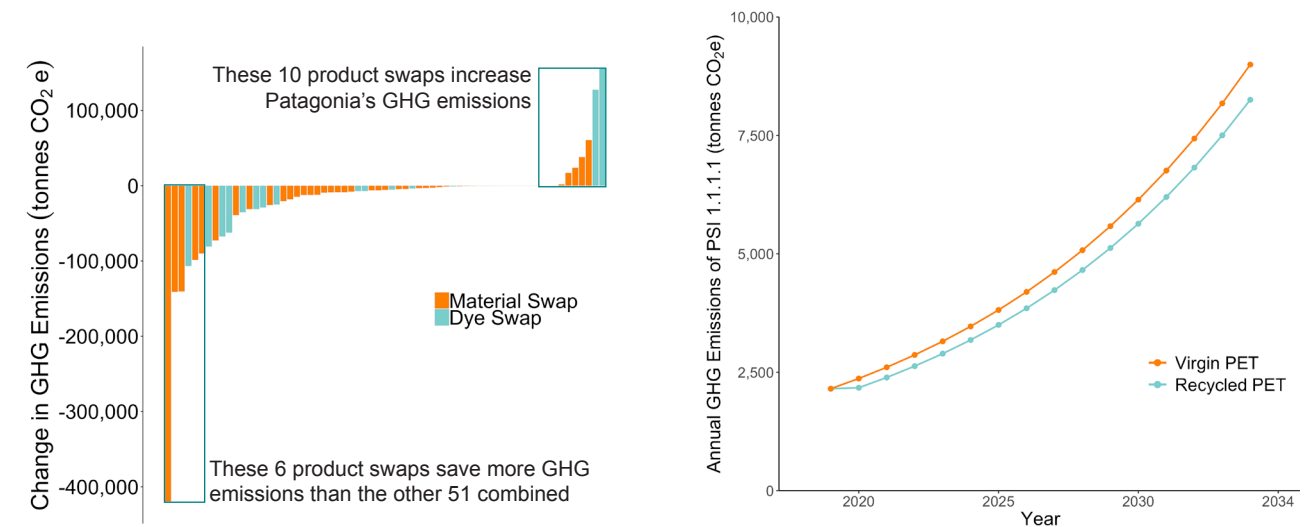 Change in GHG Emissions (tonnes CO₂ e)
100,000
0
-100,000
-200,000
-300,000
-400,000
These 10 product swaps increase
Patagonia's GHG emissions
Material Swap
Dye Swap
These 6 product swaps save more GHG
emissions than the other 51 combined
Annual GHG Emissions of PSI 1.1.1.1.1 (tonnes CO₂e)
10,000
7,500
5,000
2,500
0
Virgin PET
Recycled PET
2020
2025
2030
2034
Year